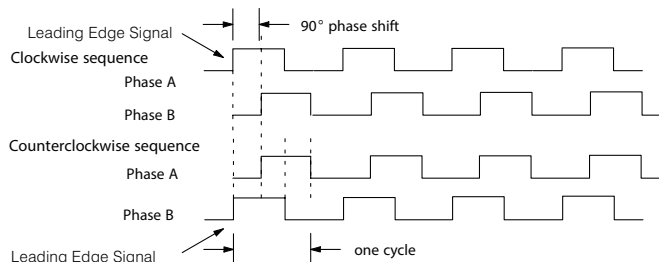 90° phase shift
Leading Edge Signal
Clockwise sequence
Phase A
Phase B
Counterclockwise sequence
Phase A
Phase B
one cycle
Leading Edge Signal